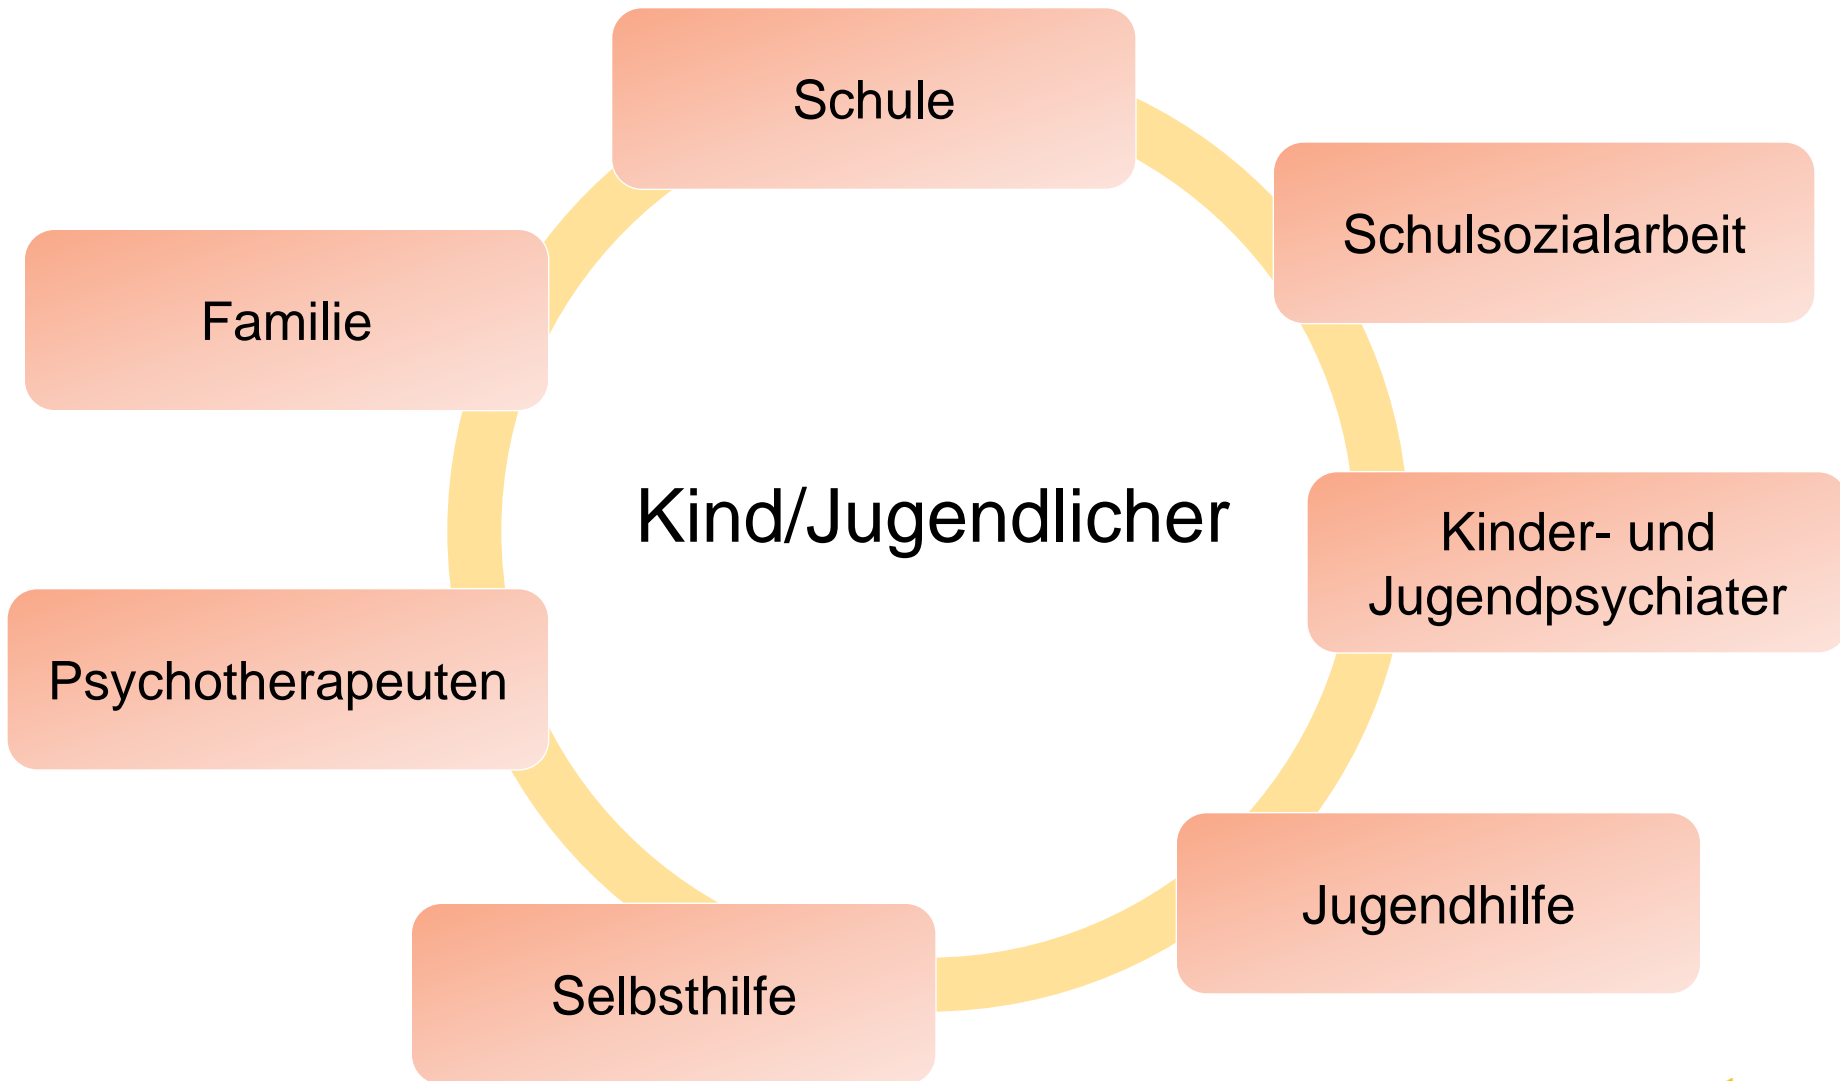 Schule
Schulsozialarbeit
Familie
Kind/Jugendlicher
Kinder- und
Jugendpsychiater
Psychotherapeuten
Jugendhilfe
Selbsthilfe